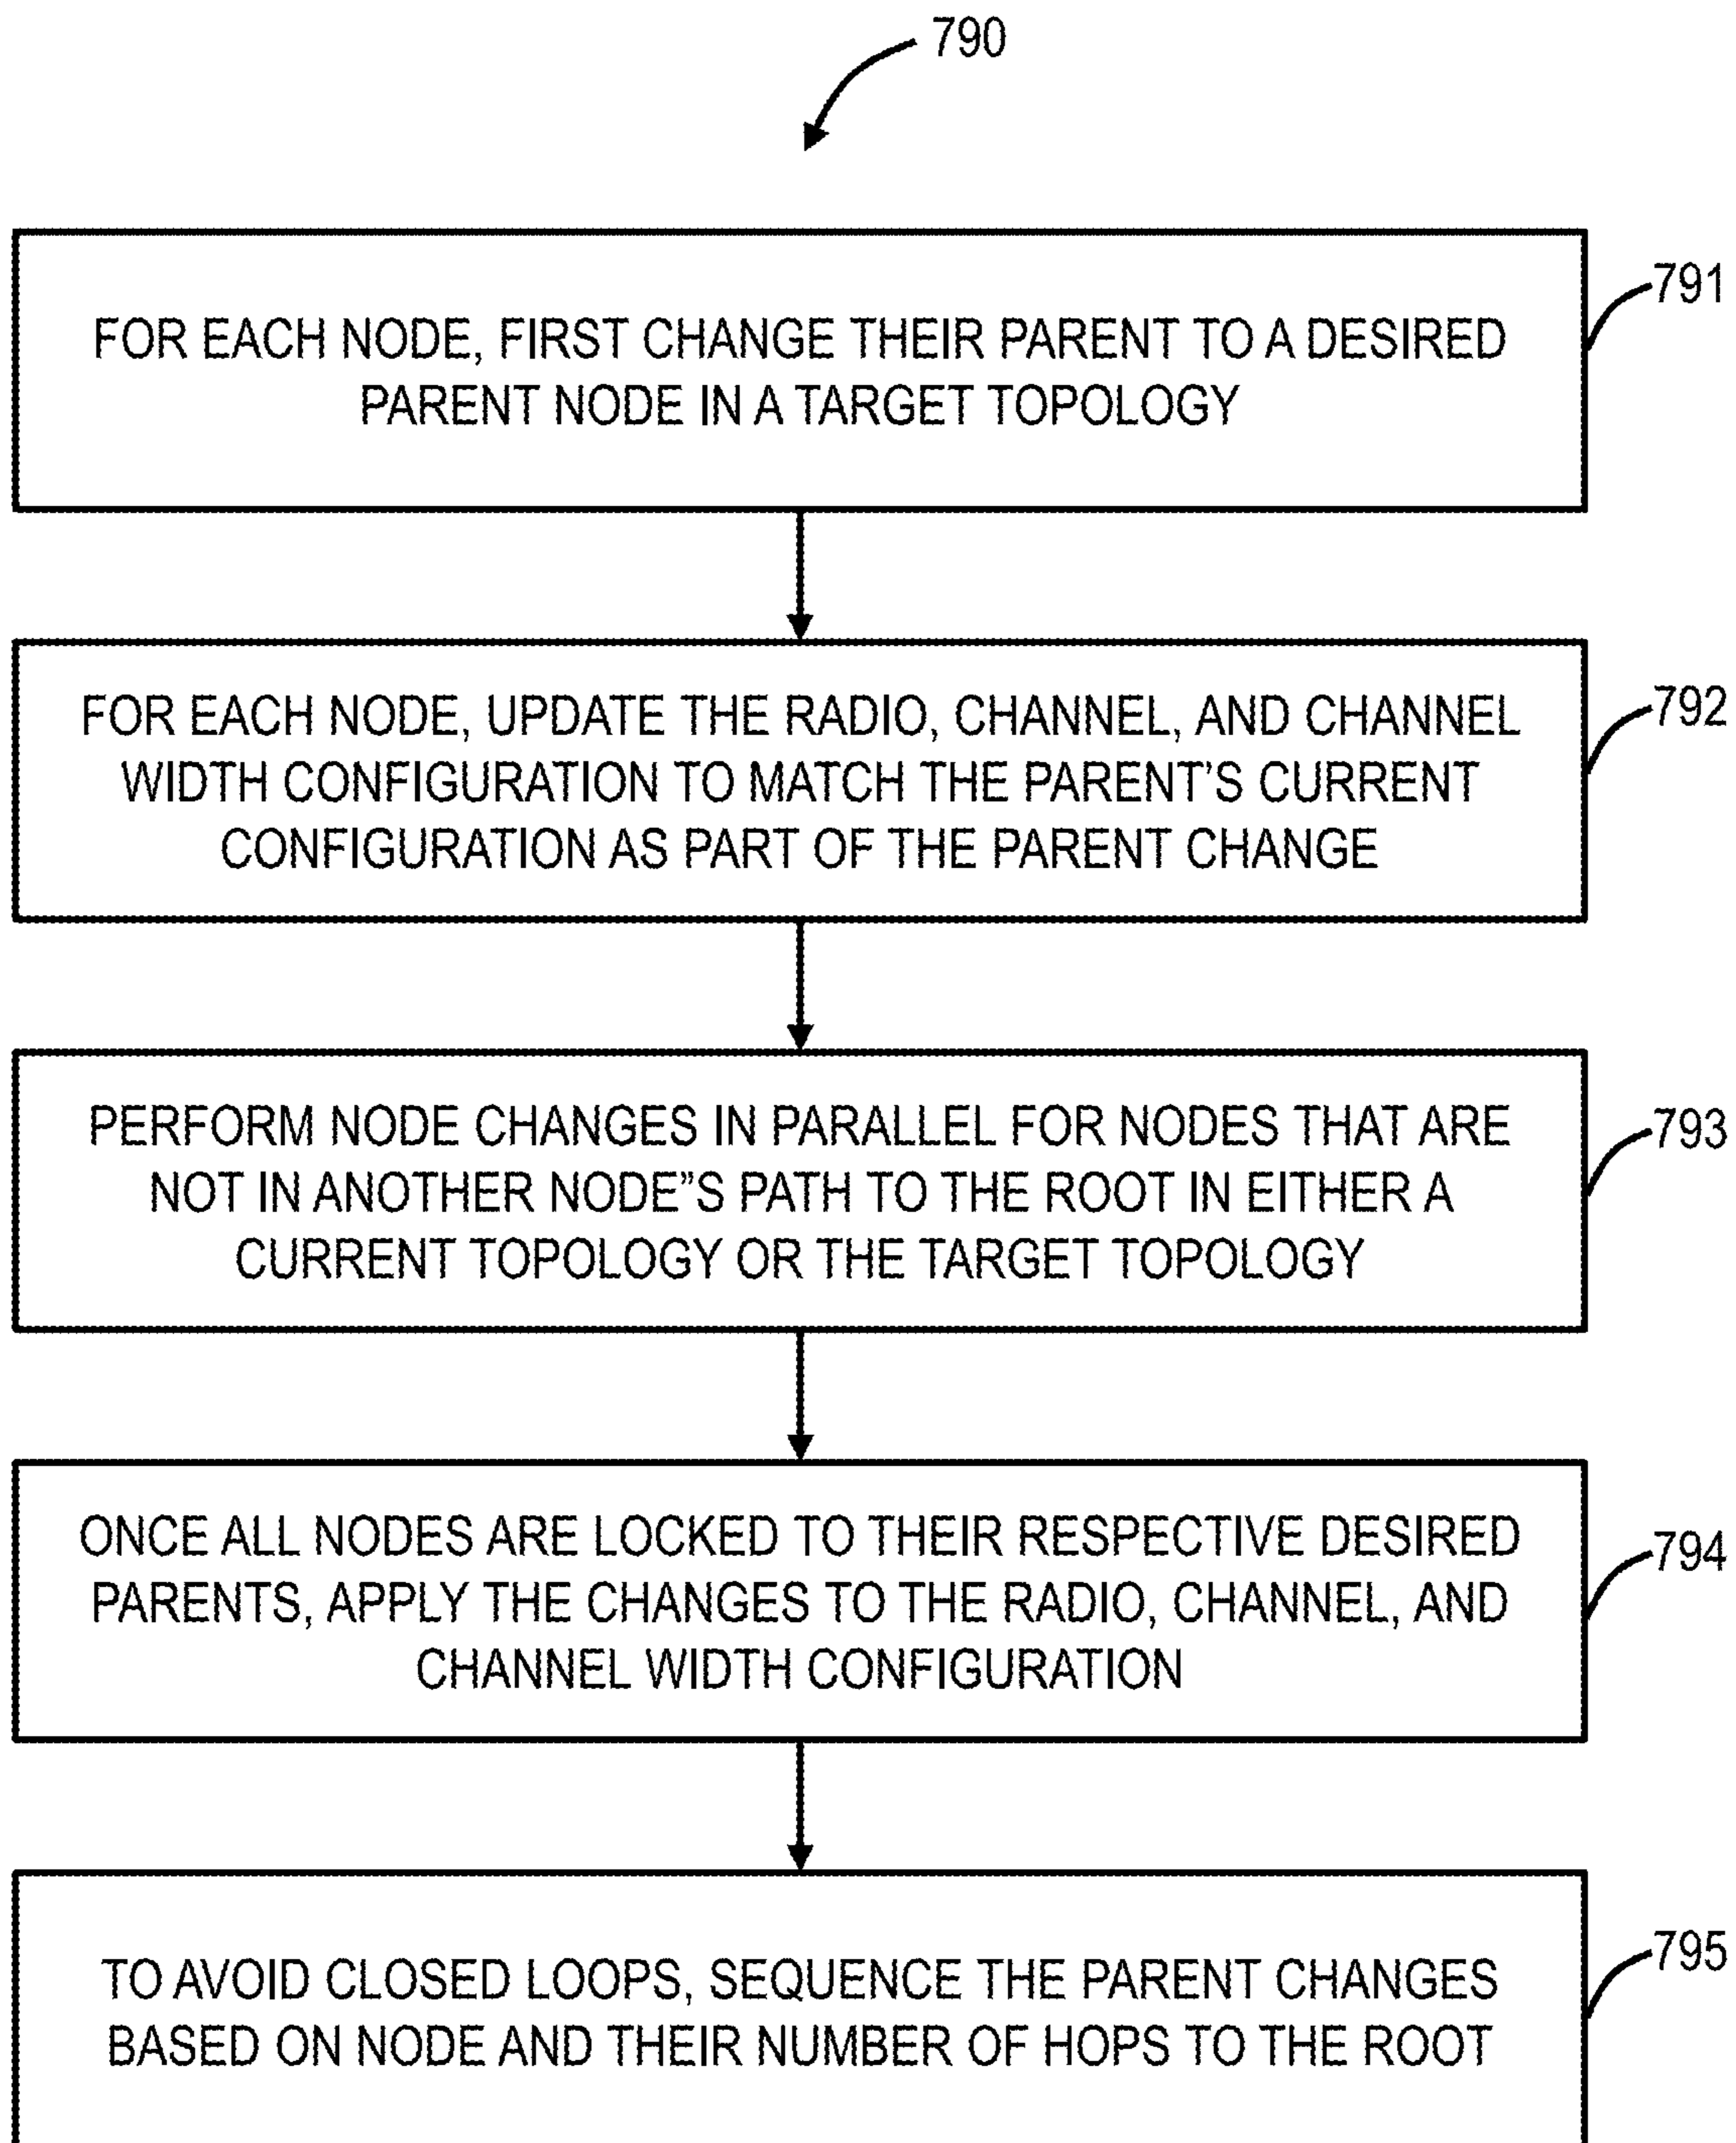 790
FOR EACH NODE, FIRST CHANGE THEIR PARENT TO A DESIRED
PARENT NODE IN A TARGET TOPOLOGY
791
FOR EACH NODE, UPDATE THE RADIO, CHANNEL, AND CHANNEL
WIDTH CONFIGURATION TO MATCH THE PARENT'S CURRENT
CONFIGURATION AS PART OF THE PARENT CHANGE
792
PERFORM NODE CHANGES IN PARALLEL FOR NODES THAT ARE
NOT IN ANOTHER NODE"S PATH TO THE ROOT IN EITHER A
CURRENT TOPOLOGY OR THE TARGET TOPOLOGY
793
ONCE ALL NODES ARE LOCKED TO THEIR RESPECTIVE DESIRED
PARENTS, APPLY THE CHANGES TO THE RADIO, CHANNEL, AND
CHANNEL WIDTH CONFIGURATION
794
TO AVOID CLOSED LOOPS, SEQUENCE THE PARENT CHANGES
BASED ON NODE AND THEIR NUMBER OF HOPS TO THE ROOT
795